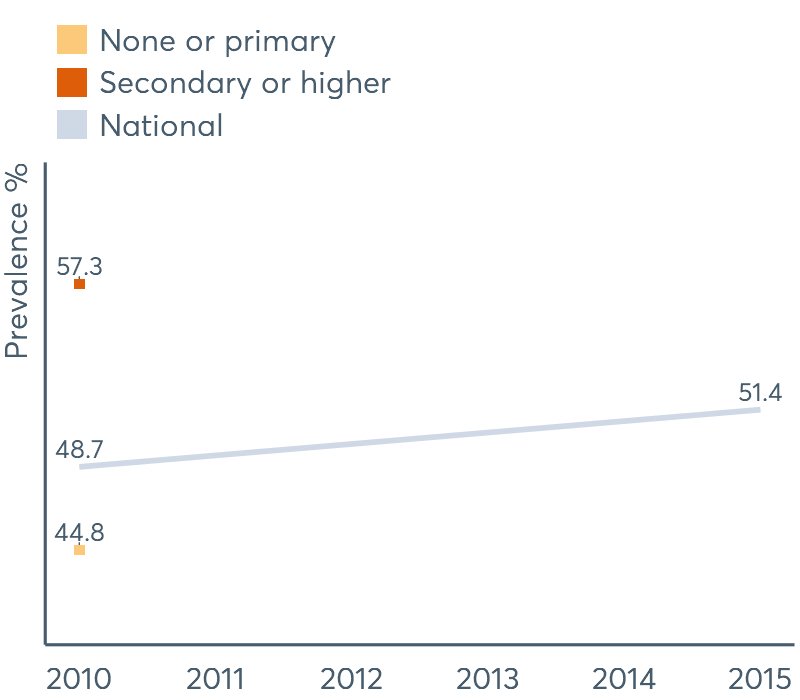 None or primary
Secondary or higher
National
Prevalence %
57.3
51.4
48.7
44.8
2010 2011 2012 2013 2014 2015